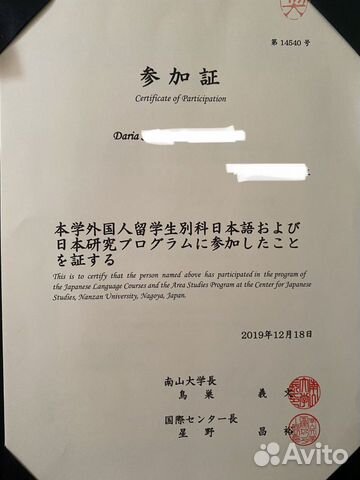 第 14540 号
参加証
Certificate of Participation
Daria
本学外国人留学生別科日本語および
日本研究プログラムに参加したこと
を証する
This is to certify that the person named above has participated in the program of
the Japanese Language Courses and the Area Studies Program at the Center for Japanese
Studies, Nanzan University, Nagoya, Japan.
2019年12月18日
南山大学長
鳥巣 義文
国際センター長
星野 昌裕
Avito